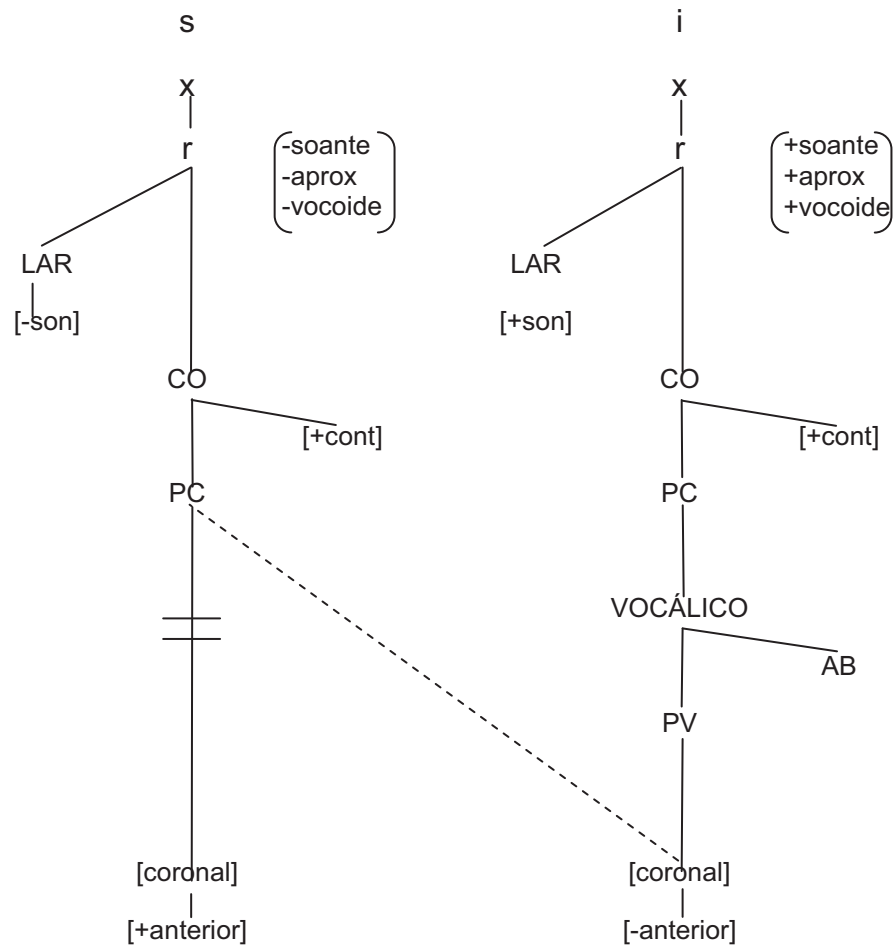 s i
x x
r r
-soante +soante
-aprox +aprox
-vocoide +vocoide
LAR LAR
[-son] [+son]
CO CO
[+cont] [+cont]
PC PC
VOCÁLICO
AB
PV
[coronal] [coronal]
[+anterior] [-anterior]